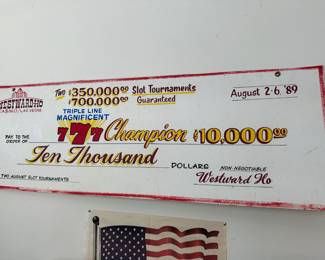 WESTWARD HO
CASINO / LAS VEGAS
Two $350,000.00 Slot Tournaments
$700,000.00 Guaranteed
August 2-6, '89
TRIPLE LINE
MAGNIFICENT
PAY TO THE
ORDER OF
777 Champion $10,000.00
Ten Thousand DOLLARS
NON-NEGOTIABLE
Westward Ho
TWO AUGUST SLOT TOURNAMENTS